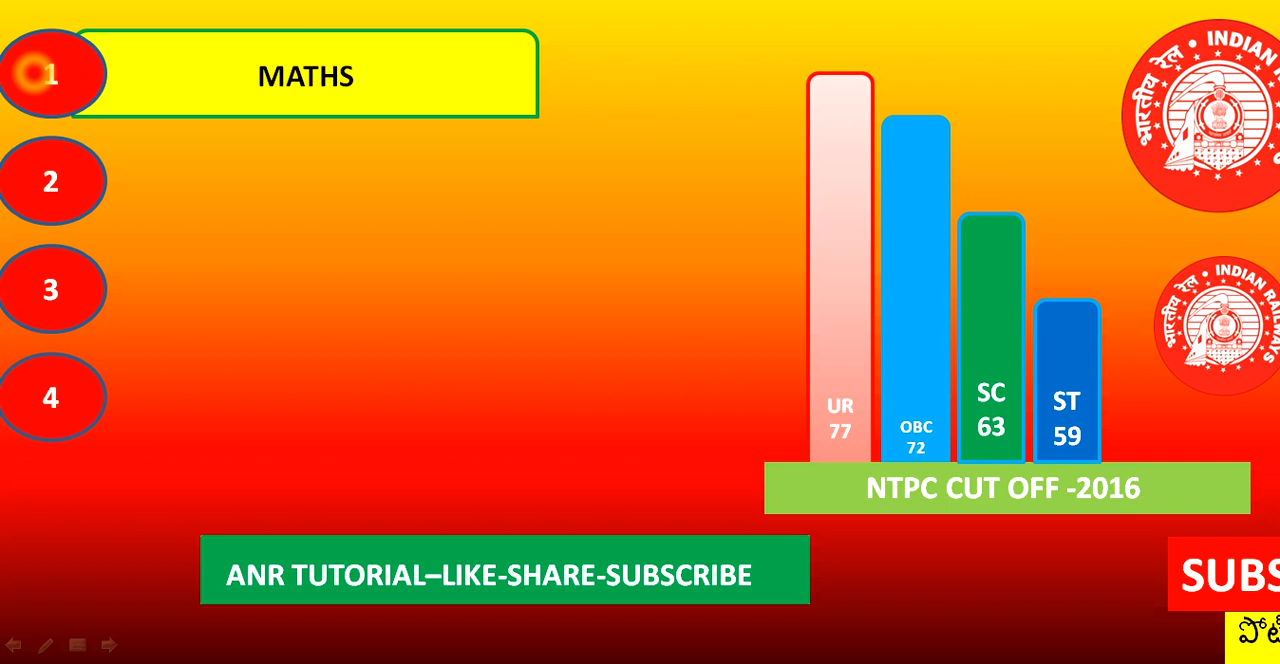 1
MATHS
2
3
4
UR
77
OBC
72
SC
63
ST
59
NTPC CUT OFF -2016
ANR TUTORIAL–LIKE-SHARE-SUBSCRIBE
भारतीय रेल • INDIAN
भारतीय रेल • INDIAN RAILWAYS
SUBS